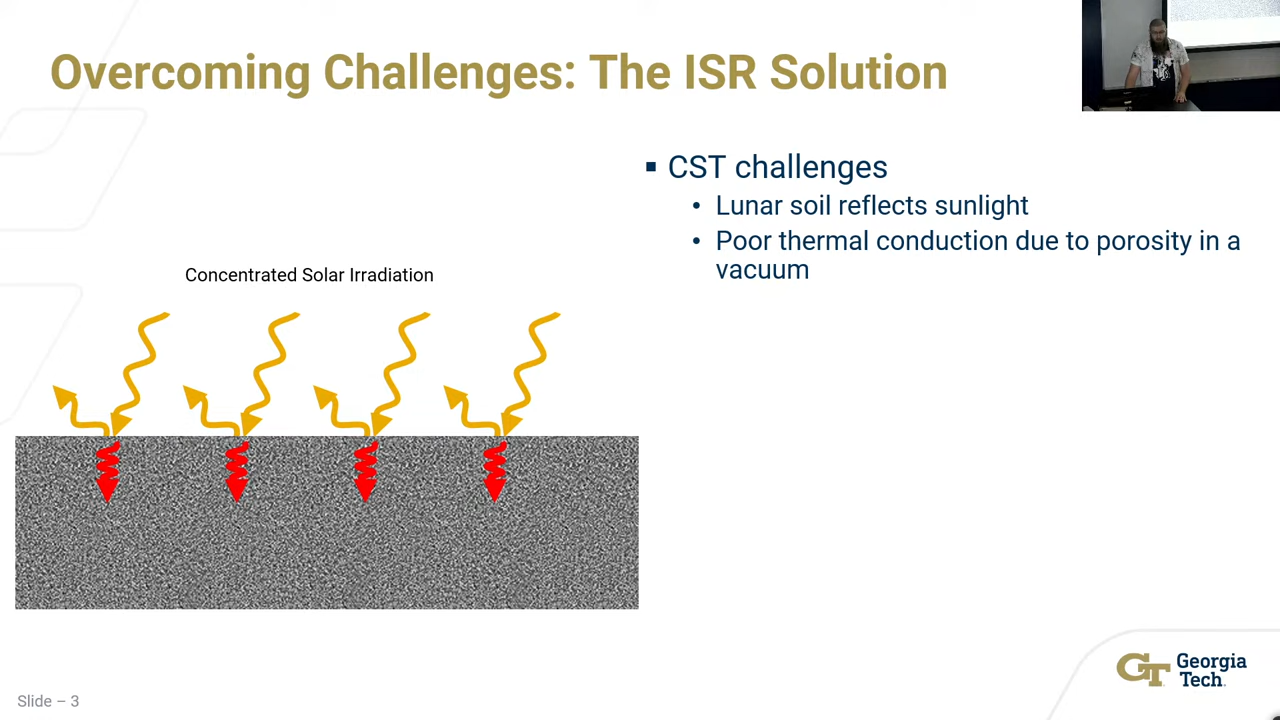 Overcoming Challenges: The ISR Solution
CST challenges
Lunar soil reflects sunlight
Poor thermal conduction due to porosity in a
vacuum
Concentrated Solar Irradiation
GT Georgia
Tech
Slide – 3